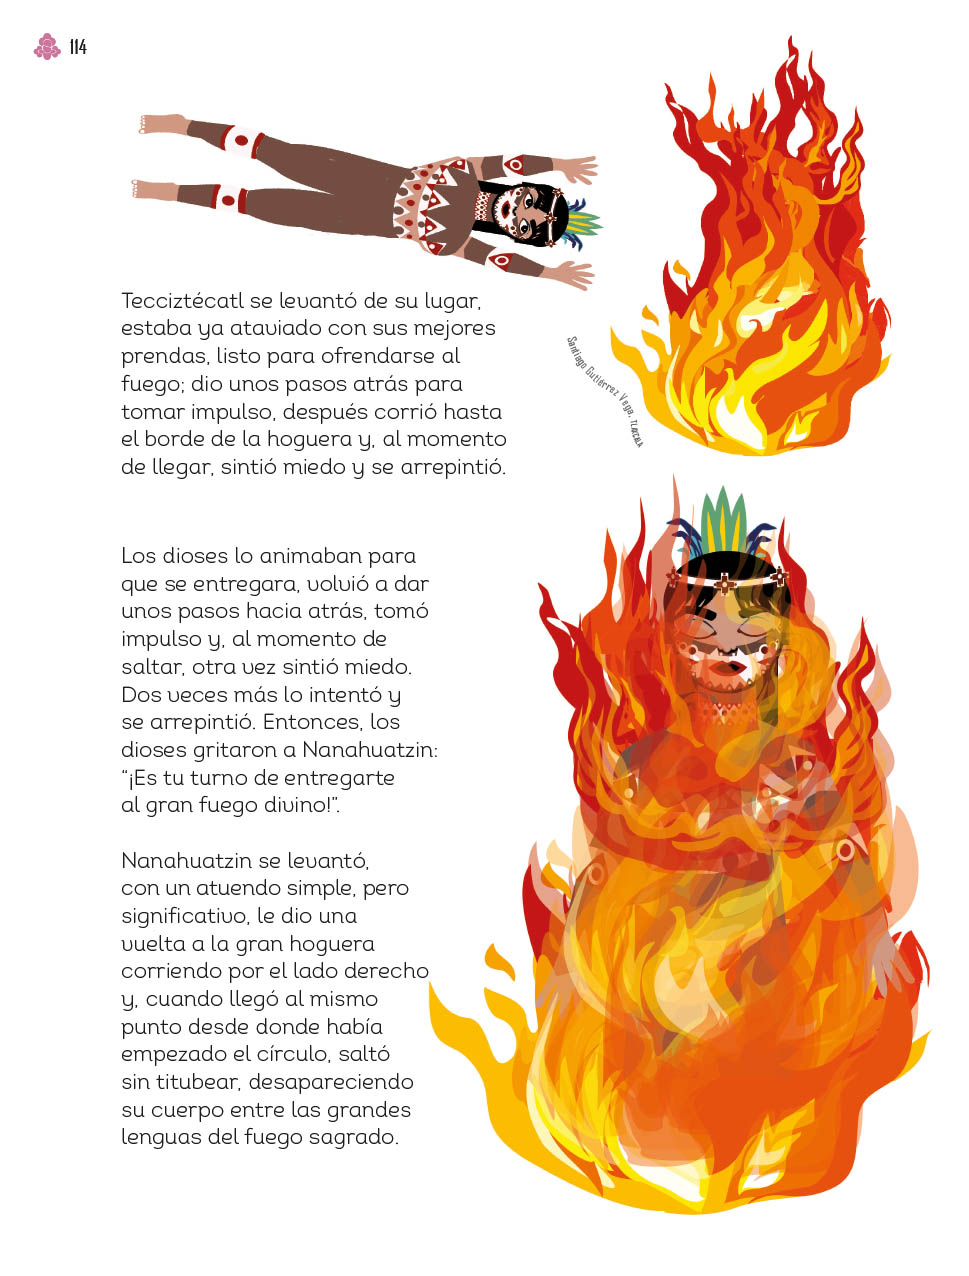 114
Tecciztécatl se levantó de su lugar,
estaba ya ataviado con sus mejores
prendas, listo para ofrendarse al
fuego; dio unos pasos atrás para
tomar impulso, después corrió hasta
el borde de la hoguera y, al momento
de llegar, sintió miedo y se arrepintió.
Santiago Gutiérrez Vega, TLAXCALA
Los dioses lo animaban para
que se entregara, volvió a dar
unos pasos hacia atrás, tomó
impulso y, al momento de
saltar, otra vez sintió miedo.
Dos veces más lo intentó y
se arrepintió. Entonces, los
dioses gritaron a Nanahuatzin:
“¡Es tu turno de entregarte
al gran fuego divino!”.
Nanahuatzin se levantó,
con un atuendo simple, pero
significativo, le dio una
vuelta a la gran hoguera
corriendo por el lado derecho
y, cuando llegó al mismo
punto desde donde había
empezado el círculo, saltó
sin titubear, desapareciendo
su cuerpo entre las grandes
lenguas del fuego sagrado.